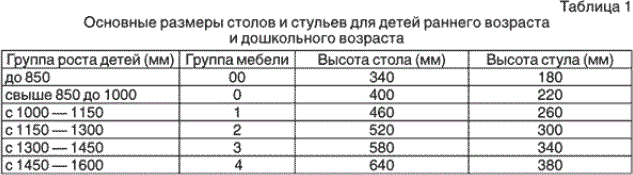 Таблица 1
Основные размеры столов и стульев для детей раннего возраста
и дошкольного возраста
Группа роста детей (мм) Группа мебели Высота стола (мм) Высота стула (мм)
до 850 00 340 180
свыше 850 до 1000 0 400 220
с 1000 — 1150 1 460 260
с 1150 — 1300 2 520 300
с 1300 — 1450 3 580 340
с 1450 — 1600 4 640 380